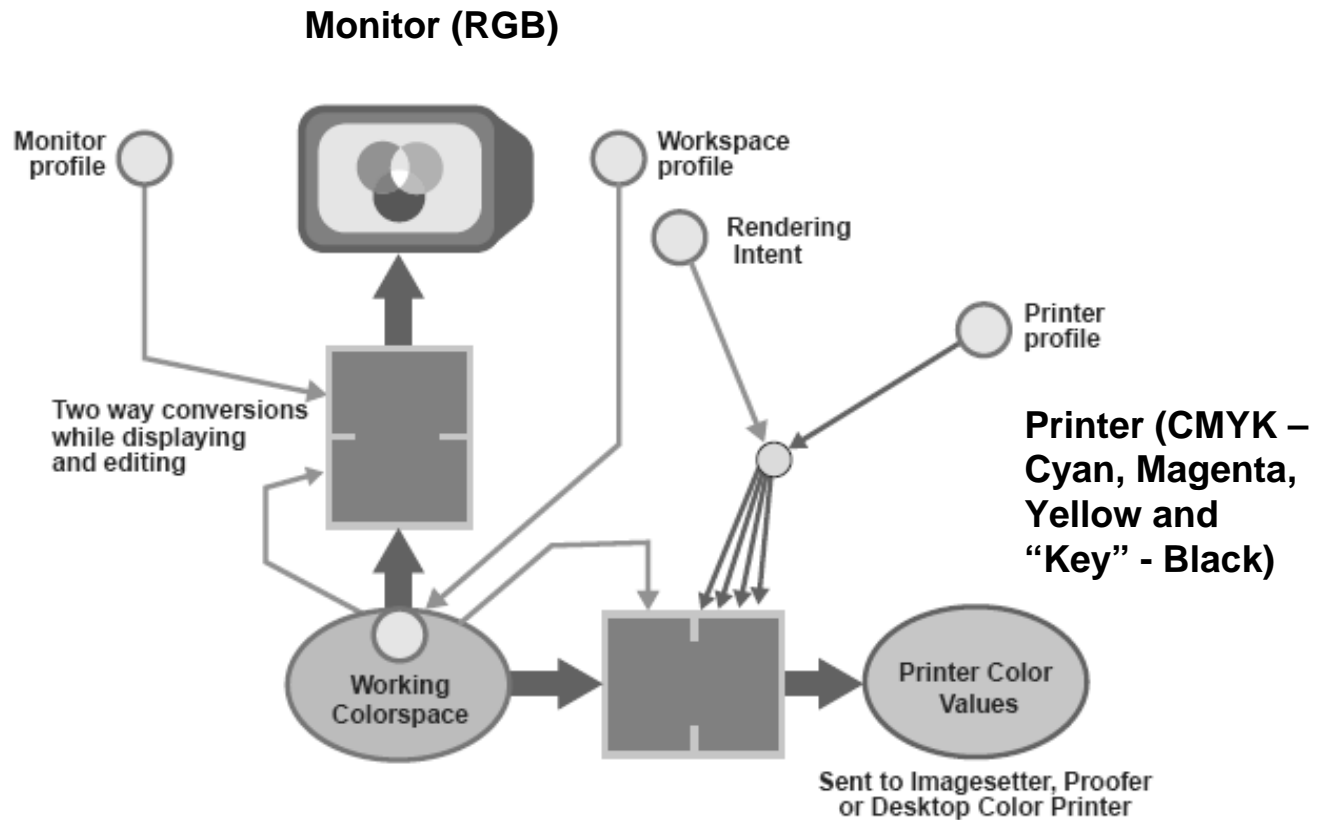 Monitor (RGB)
Monitor
profile
Workspace
profile
Rendering
Intent
Printer
profile
Two way conversions
while displaying
and editing
Printer (CMYK –
Cyan, Magenta,
Yellow and
“Key” - Black)
Working
Colorspace
Printer Color
Values
Sent to Imagesetter, Proofer
or Desktop Color Printer